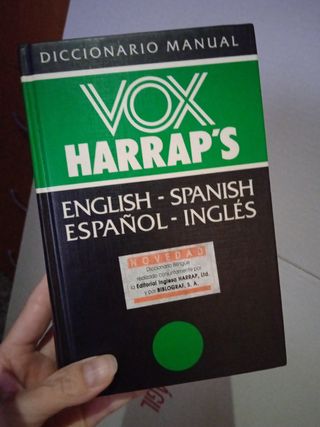 DICCIONARIO MANUAL
VOX
HARRAP'S
ENGLISH - SPANISH
ESPAÑOL - INGLÉS
NOVEDAD
Diccionario Bilingüe
realizado conjuntamente por
la Editorial Inglesa HARRAP, Ltd.
y por BIBLOGRAF, S. A.